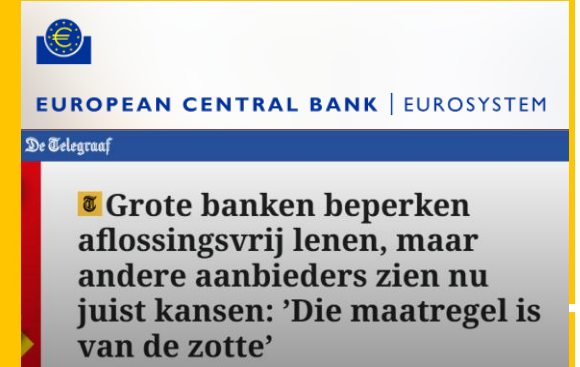 EUROPEAN CENTRAL BANK | EUROSYSTEM
De Telegraaf
Grote banken beperken
aflossingsvrij lenen, maar
andere aanbieders zien nu
juist kansen: ’Die maatregel is
van de zotte’